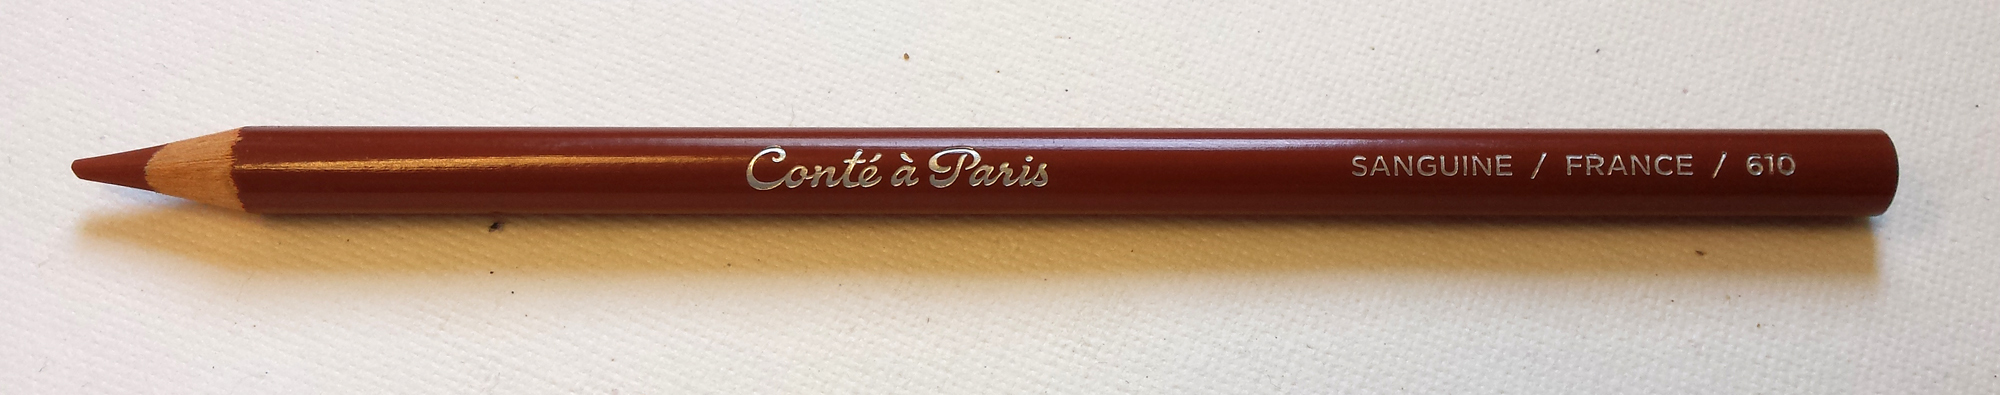 Conté à Paris SANGUINE / FRANCE / 610